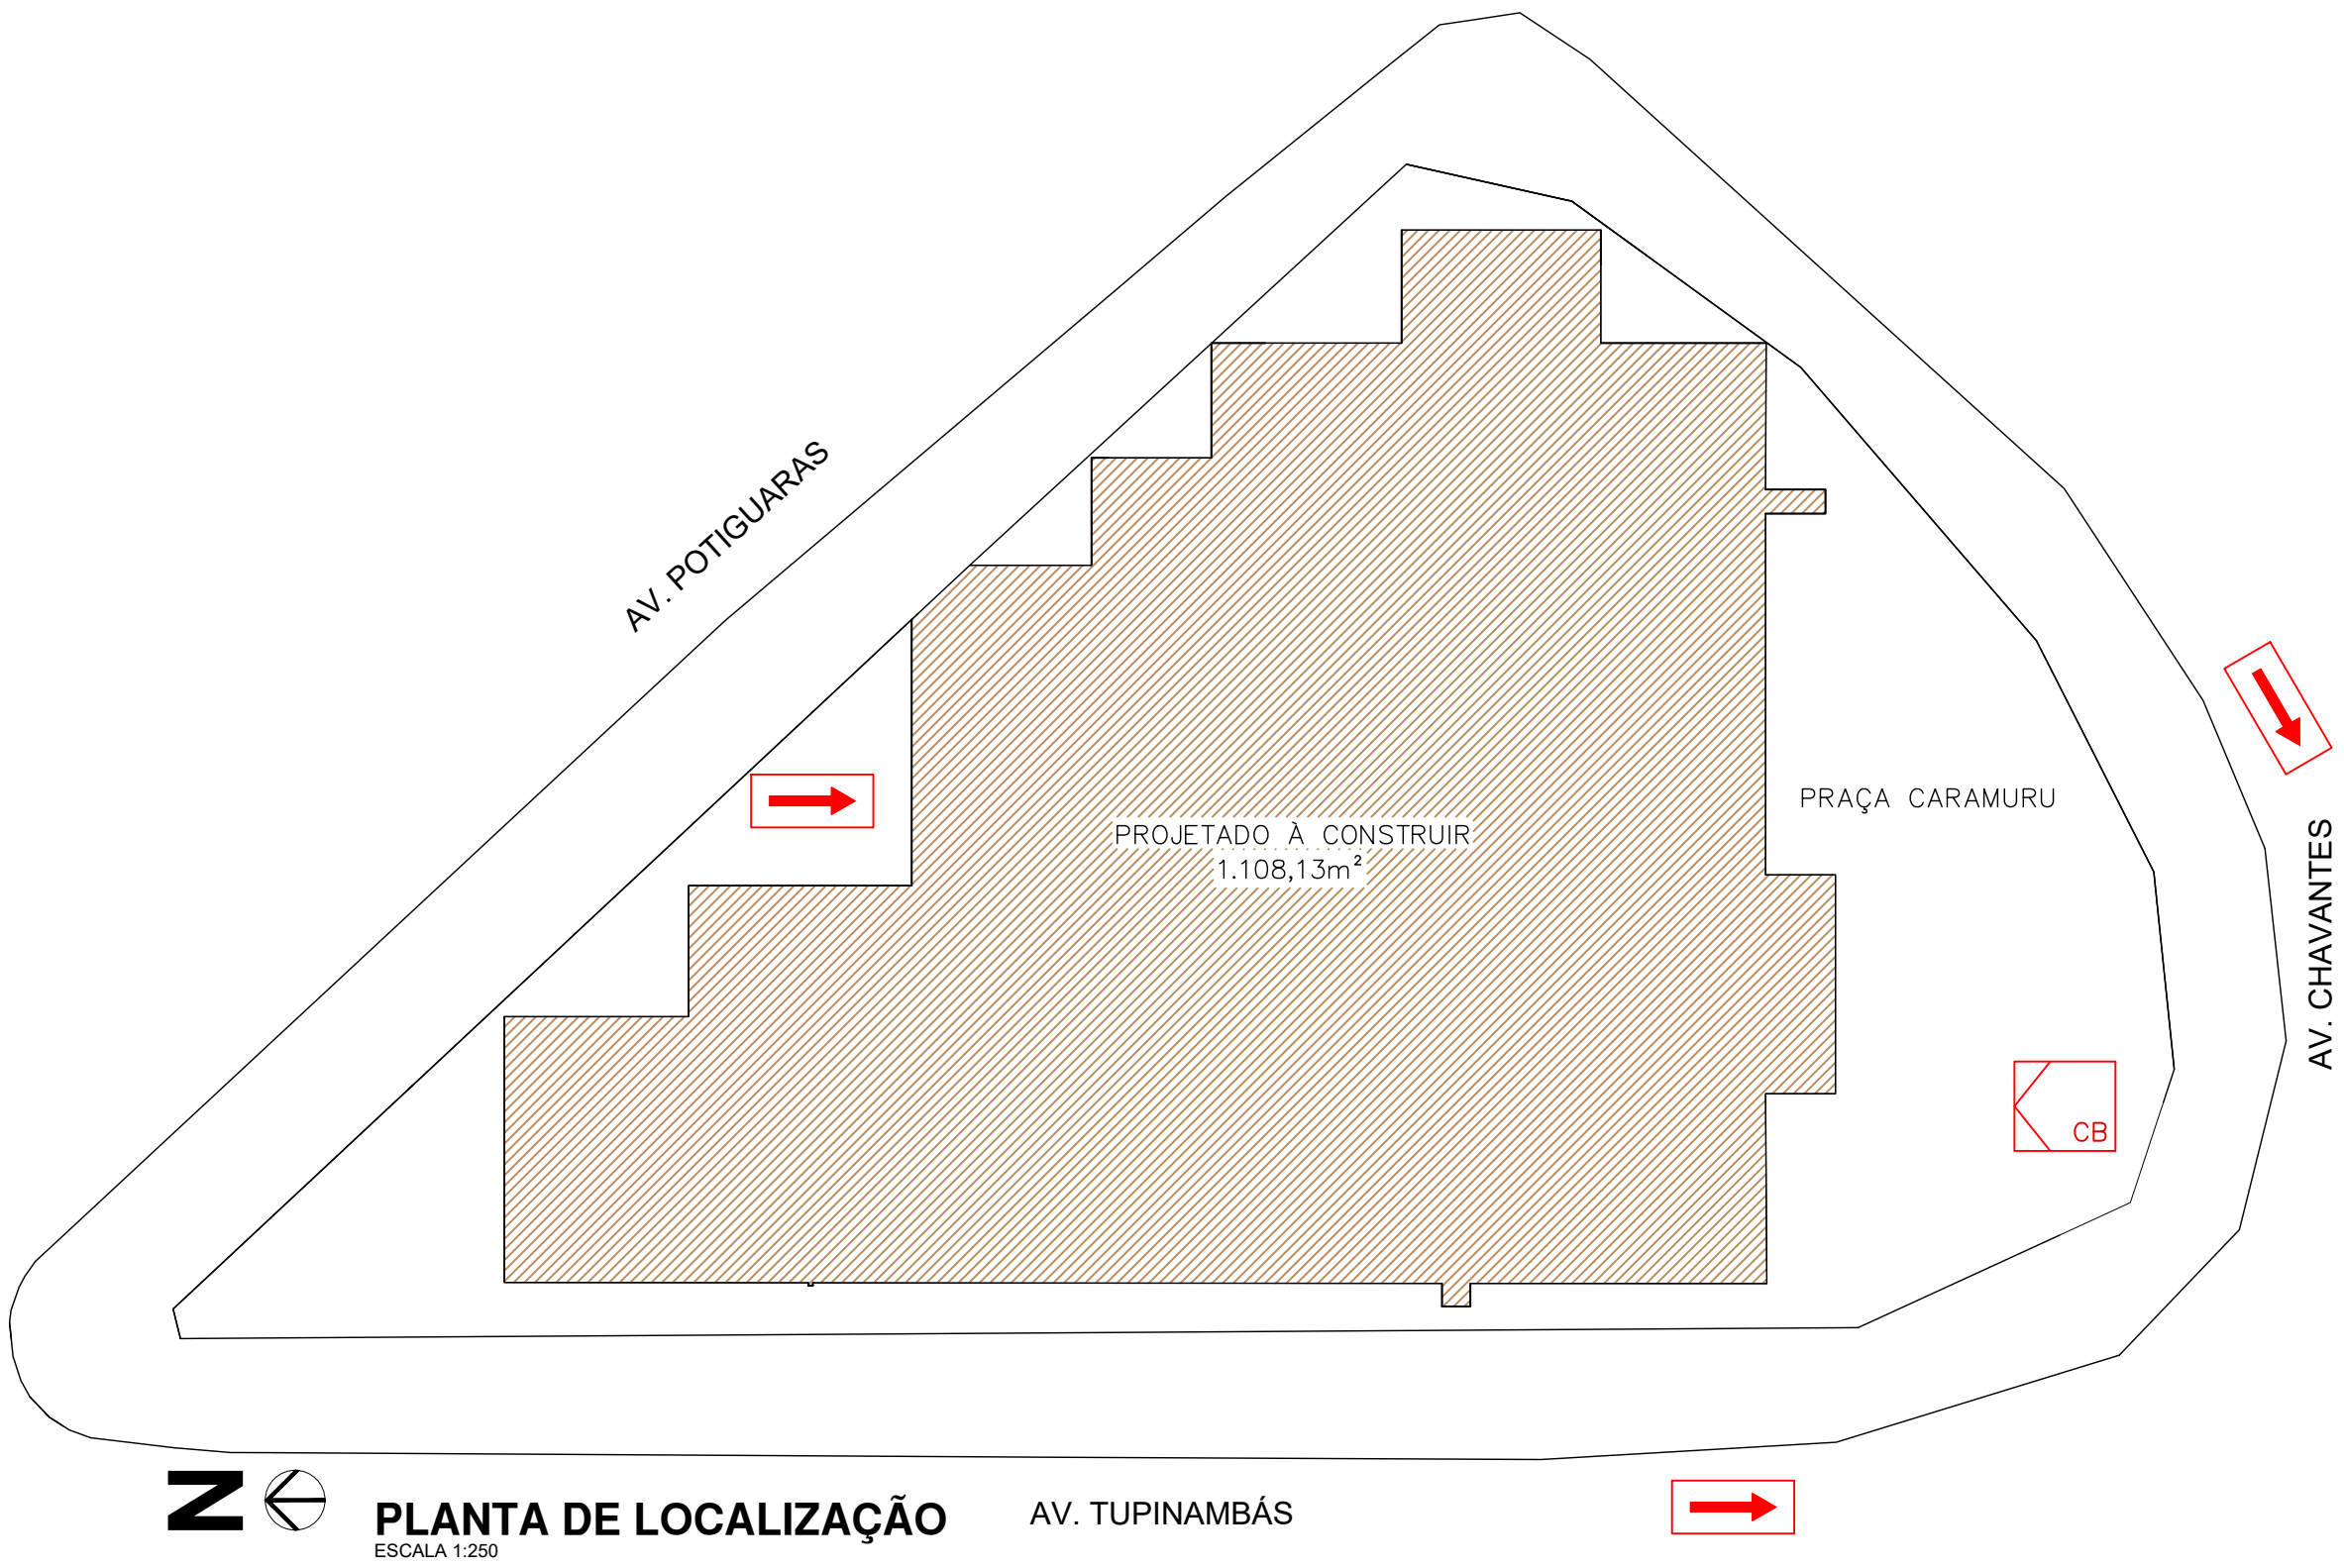 AV. POTIGUARAS
PRAÇA CARAMURU
PROJETADO À CONSTRUIR
1.108,13m²
AV. CHAVANTES
CB
N
PLANTA DE LOCALIZAÇÃO
ESCALA 1:250
AV. TUPINAMBÁS